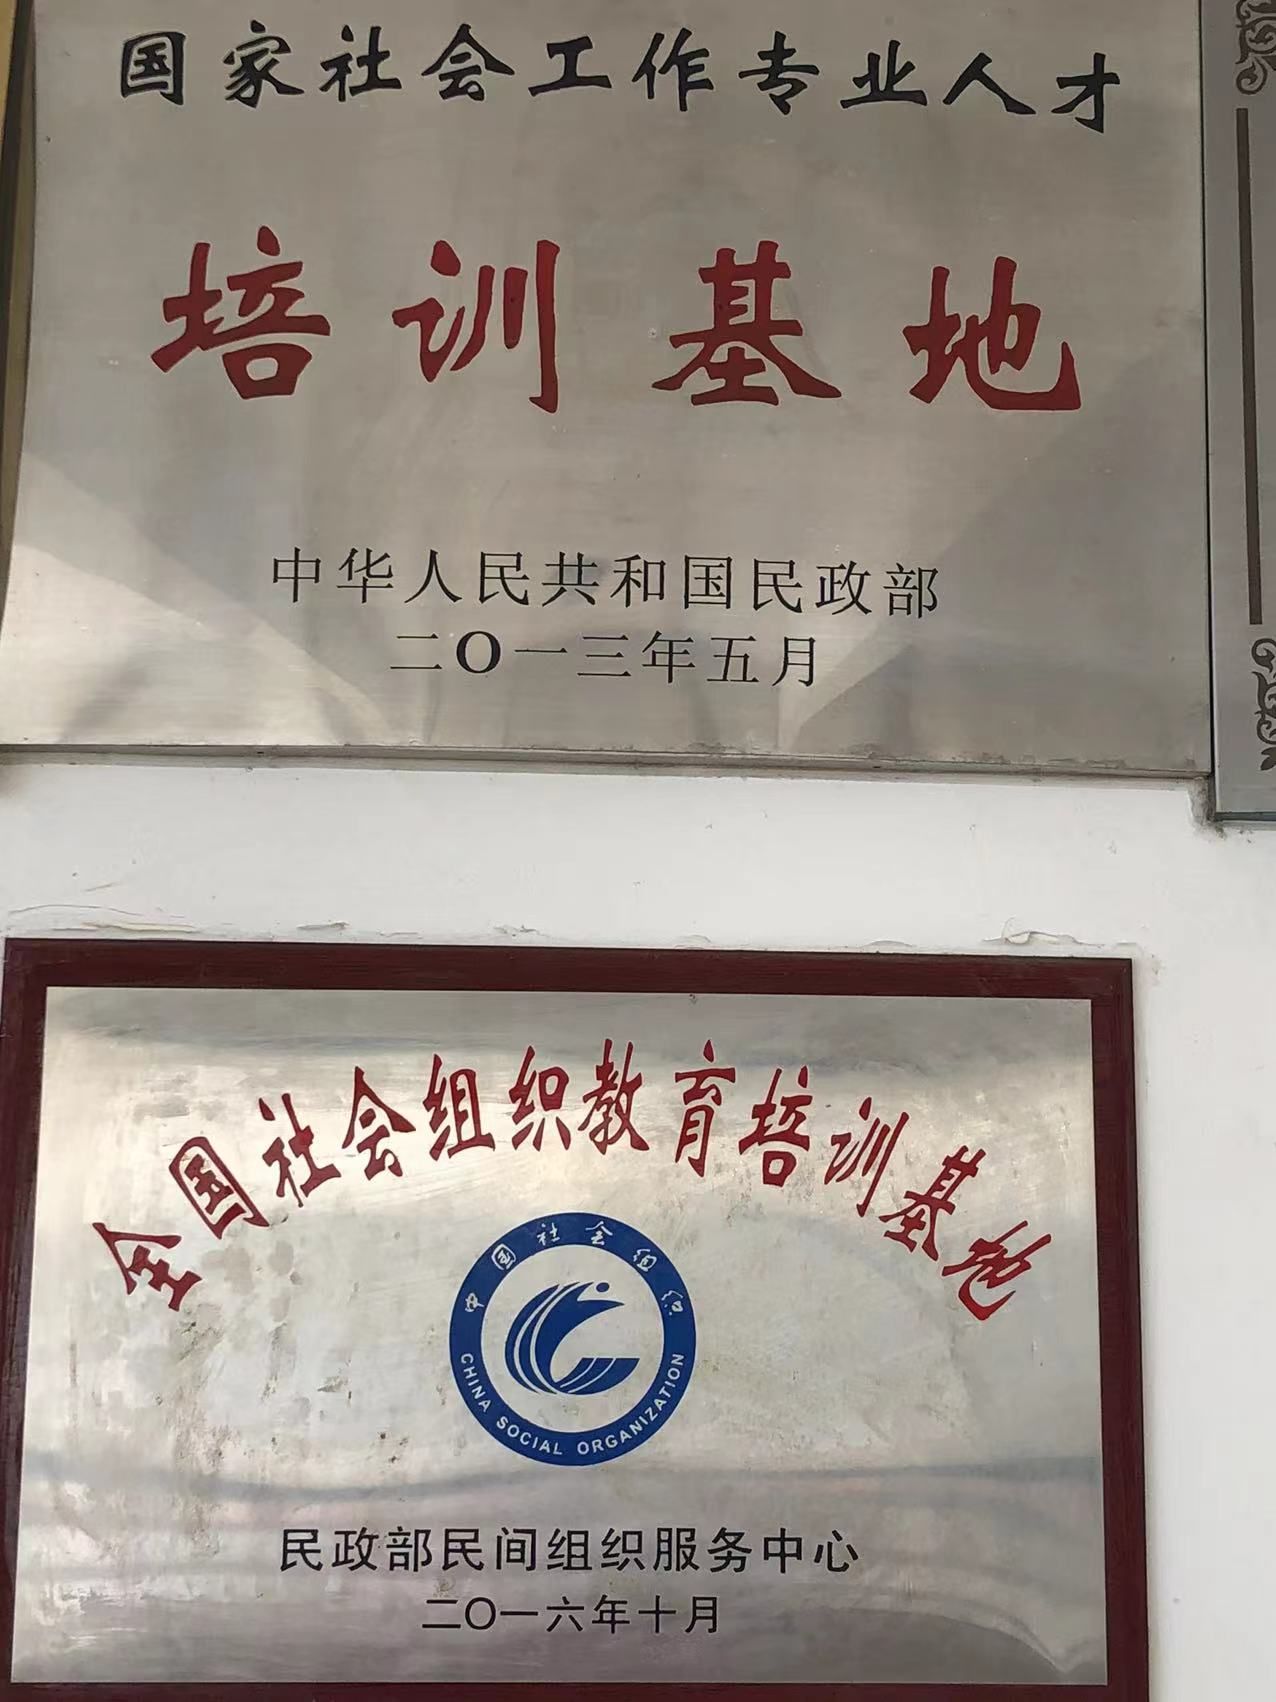 国家社会工作专业人才
培训基地
中华人民共和国民政部
二〇一三年五月
全国社会组织教育培训基地
中国社会组织
CHINA SOCIAL ORGANIZATION
民政部民间组织服务中心
二〇一六年十月